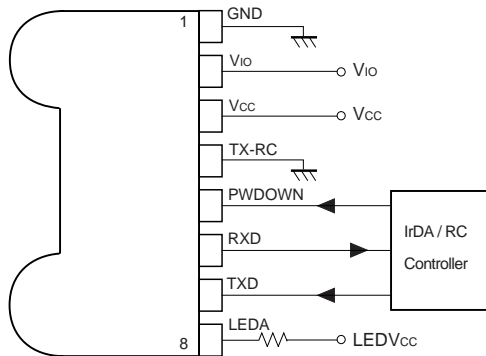 1 GND
VIO VIO
VCC VCC
TX-RC
PWDOWN
IrDA / RC
Controller
RXD
TXD
8 LEDA LEDVCC